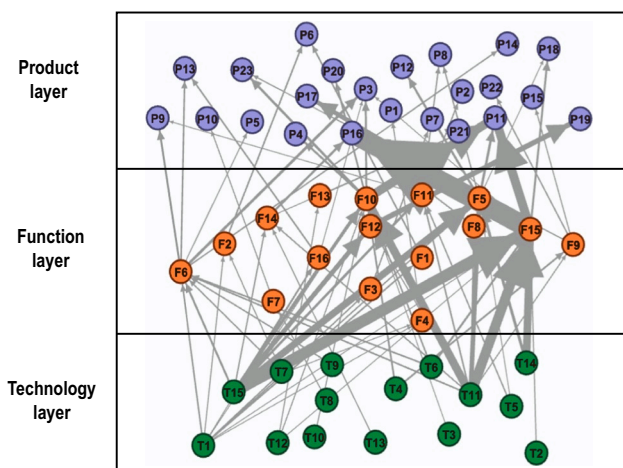 Product
layer
P6
P14
P18
P8
P13
P23
P20
P12
P3
P2
P22
P17
P15
P1
P9
P10
P5
P4
P16
P7
P21
P11
P19
Function
layer
F13
F10
F11
F5
F14
F12
F8
F15
F2
F9
F6
F16
F1
F3
F7
F4
Technology
layer
T7
T9
T6
T14
T15
T4
T11
T8
T5
T1
T12
T10
T13
T3
T2